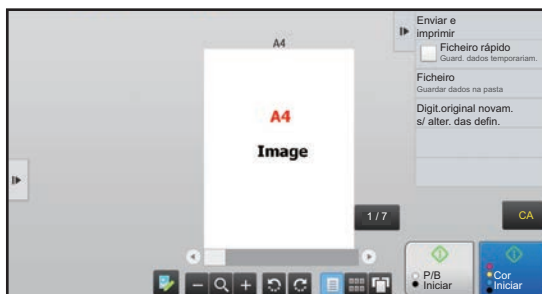 A4
A4
Image
1 / 7
Enviar e
imprimir
Ficheiro rápido
Guard. dados temporariam.
Ficheiro
Guardar dados na pasta
Digit.original novam.
s/ alter. das defin.
CA
P/B
Iniciar
Cor
Iniciar